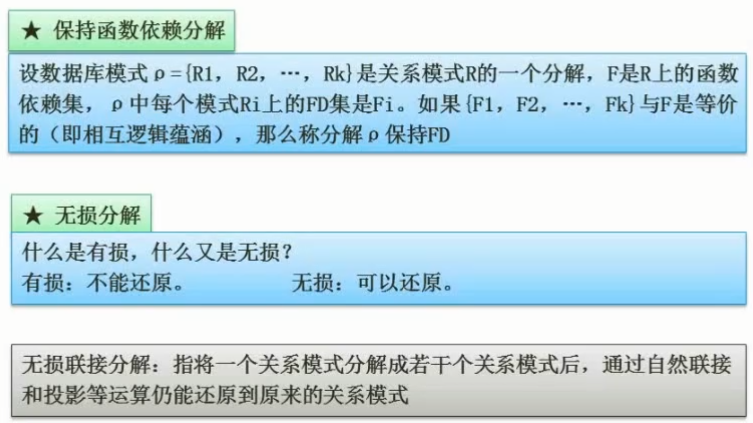 ★ 保持函数依赖分解
设数据库模式ρ={R1，R2，…，Rk}是关系模式R的一个分解，F是R上的函数
依赖集，ρ中每个模式Ri上的FD集是Fi。如果{F1，F2，…，Fk}与F是等价
的（即相互逻辑蕴涵），那么称分解ρ保持FD
★ 无损分解
什么是有损，什么又是无损？
有损：不能还原。 无损：可以还原。
无损联接分解：指将一个关系模式分解成若干个关系模式后，通过自然联接
和投影等运算仍能还原到原来的关系模式